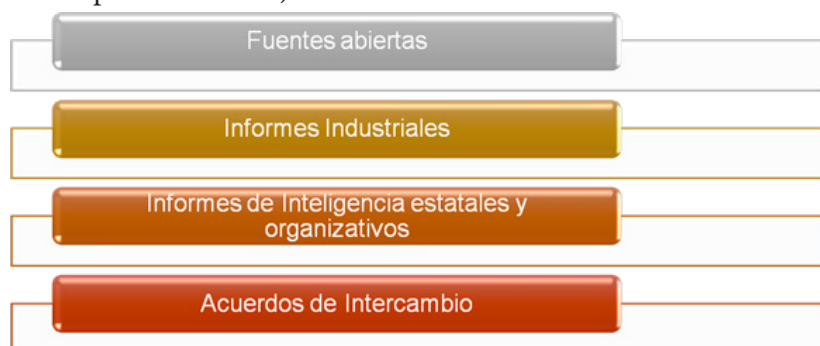 Fuentes abiertas
Informes Industriales
Informes de Inteligencia estatales y
organizativos
Acuerdos de Intercambio